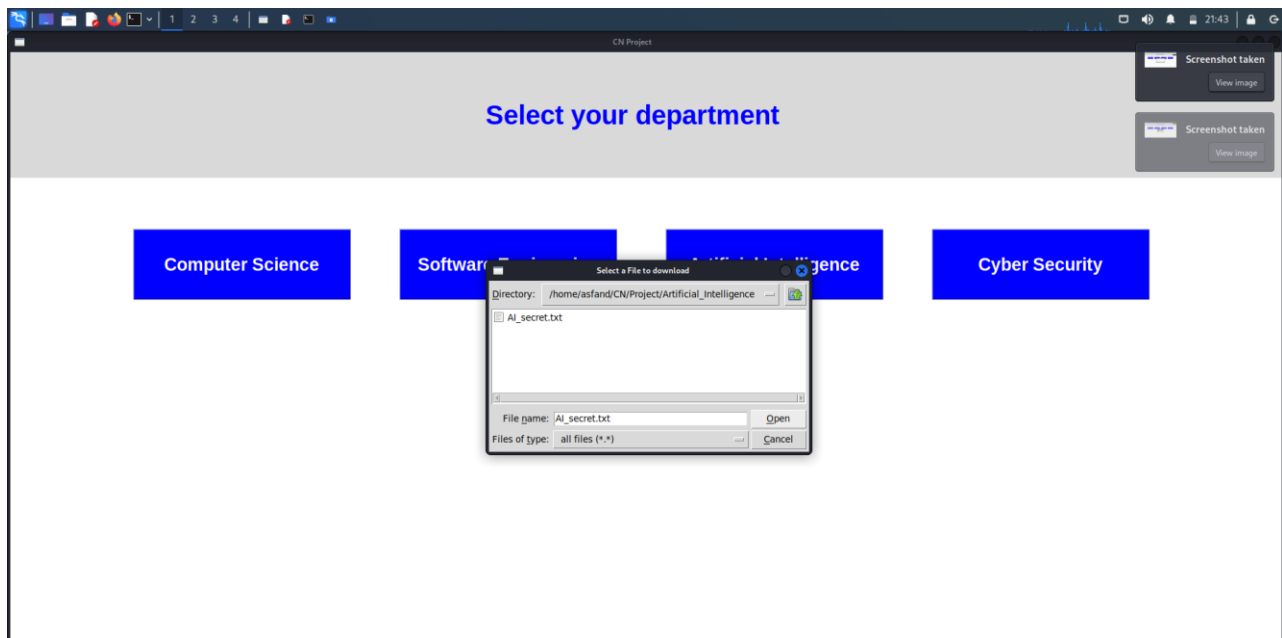 1 2 3 4
21:43
CN Project
Screenshot taken
View image
Screenshot taken
View image
Select your department
Computer Science
Software
Intelligence
Cyber Security
Select a File to download
Directory: /home/asfand/CN/Project/Artificial_Intelligence
AI_secret.txt
File name: AI_secret.txt
Open
Files of type: all files (*.*)
Cancel